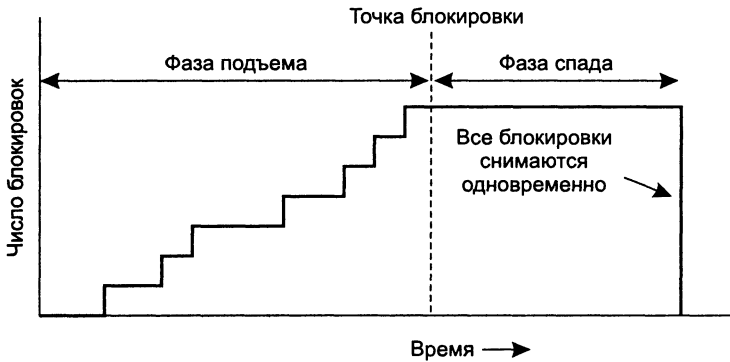 Точка блокировки
Фаза подъема
Фаза спада
Число блокировок
Все блокировки
снимаются
одновременно
Время